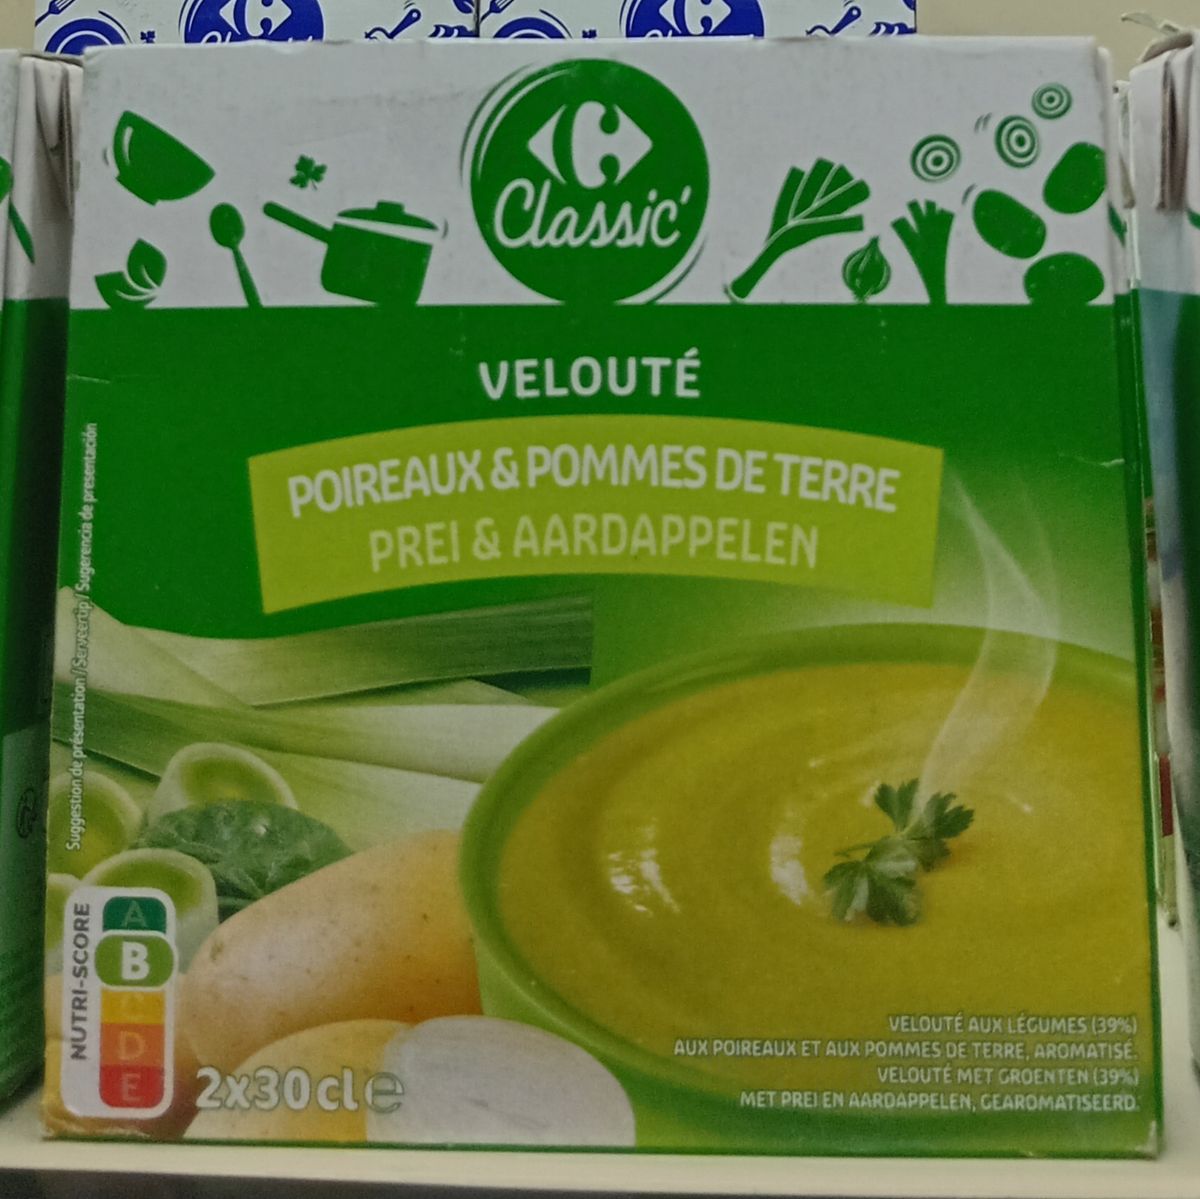 Classic'
VELOUTÉ
POIREAUX & POMMES DE TERRE
PREI & AARDAPPELEN
Suggestion de présentation / Serveertip / Sugerencia de presentación
NUTRI-SCORE
A
B
C
D
E
2x30cl e
VELOUTÉ AUX LÉGUMES (39%)
AUX POIREAUX ET AUX POMMES DE TERRE, AROMATISÉ.
VELOUTÉ MET GROENTEN (39%)
MET PREI EN AARDAPPELEN, GEAROMATISEERD.